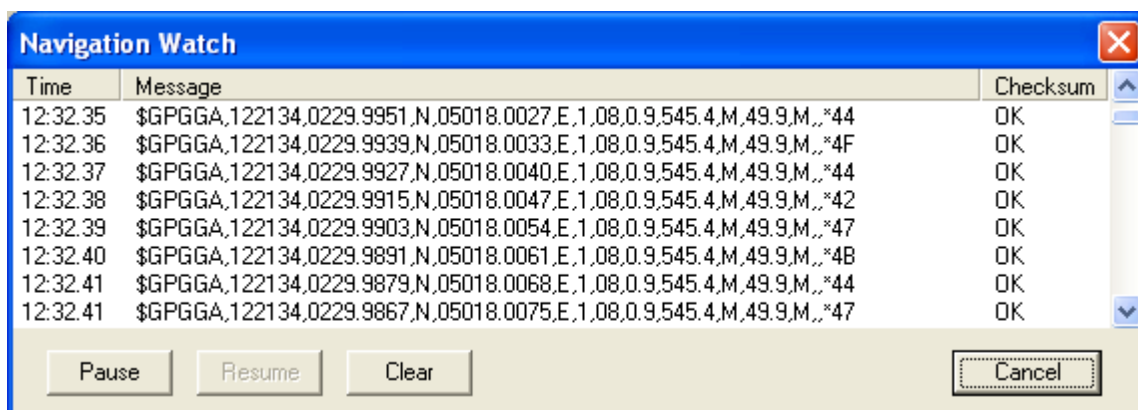 Navigation Watch
Time Message Checksum
12:32.35 $GPGGA,122134,0229.9951,N,05018.0027,E,1,08,0.9,545.4,M,49.9,M,,*44 OK
12:32.36 $GPGGA,122134,0229.9939,N,05018.0033,E,1,08,0.9,545.4,M,49.9,M,,*4F OK
12:32.37 $GPGGA,122134,0229.9927,N,05018.0040,E,1,08,0.9,545.4,M,49.9,M,,*44 OK
12:32.38 $GPGGA,122134,0229.9915,N,05018.0047,E,1,08,0.9,545.4,M,49.9,M,,*42 OK
12:32.39 $GPGGA,122134,0229.9903,N,05018.0054,E,1,08,0.9,545.4,M,49.9,M,,*47 OK
12:32.40 $GPGGA,122134,0229.9891,N,05018.0061,E,1,08,0.9,545.4,M,49.9,M,,*4B OK
12:32.41 $GPGGA,122134,0229.9879,N,05018.0068,E,1,08,0.9,545.4,M,49.9,M,,*44 OK
12:32.41 $GPGGA,122134,0229.9867,N,05018.0075,E,1,08,0.9,545.4,M,49.9,M,,*47 OK
Pause Resume Clear Cancel